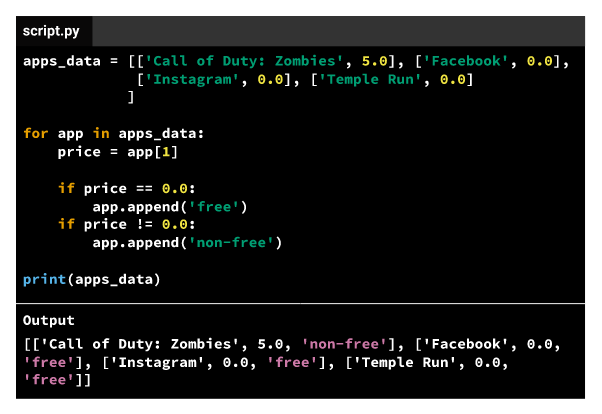 script.py
apps_data = [['Call of Duty: Zombies', 5.0], ['Facebook', 0.0],
             ['Instagram', 0.0], ['Temple Run', 0.0]
            ]
for app in apps_data:
    price = app[1]
    if price == 0.0:
        app.append('free')
    if price != 0.0:
        app.append('non-free')
print(apps_data)
Output
[['Call of Duty: Zombies', 5.0, 'non-free'], ['Facebook', 0.0,
'free'], ['Instagram', 0.0, 'free'], ['Temple Run', 0.0,
'free']]